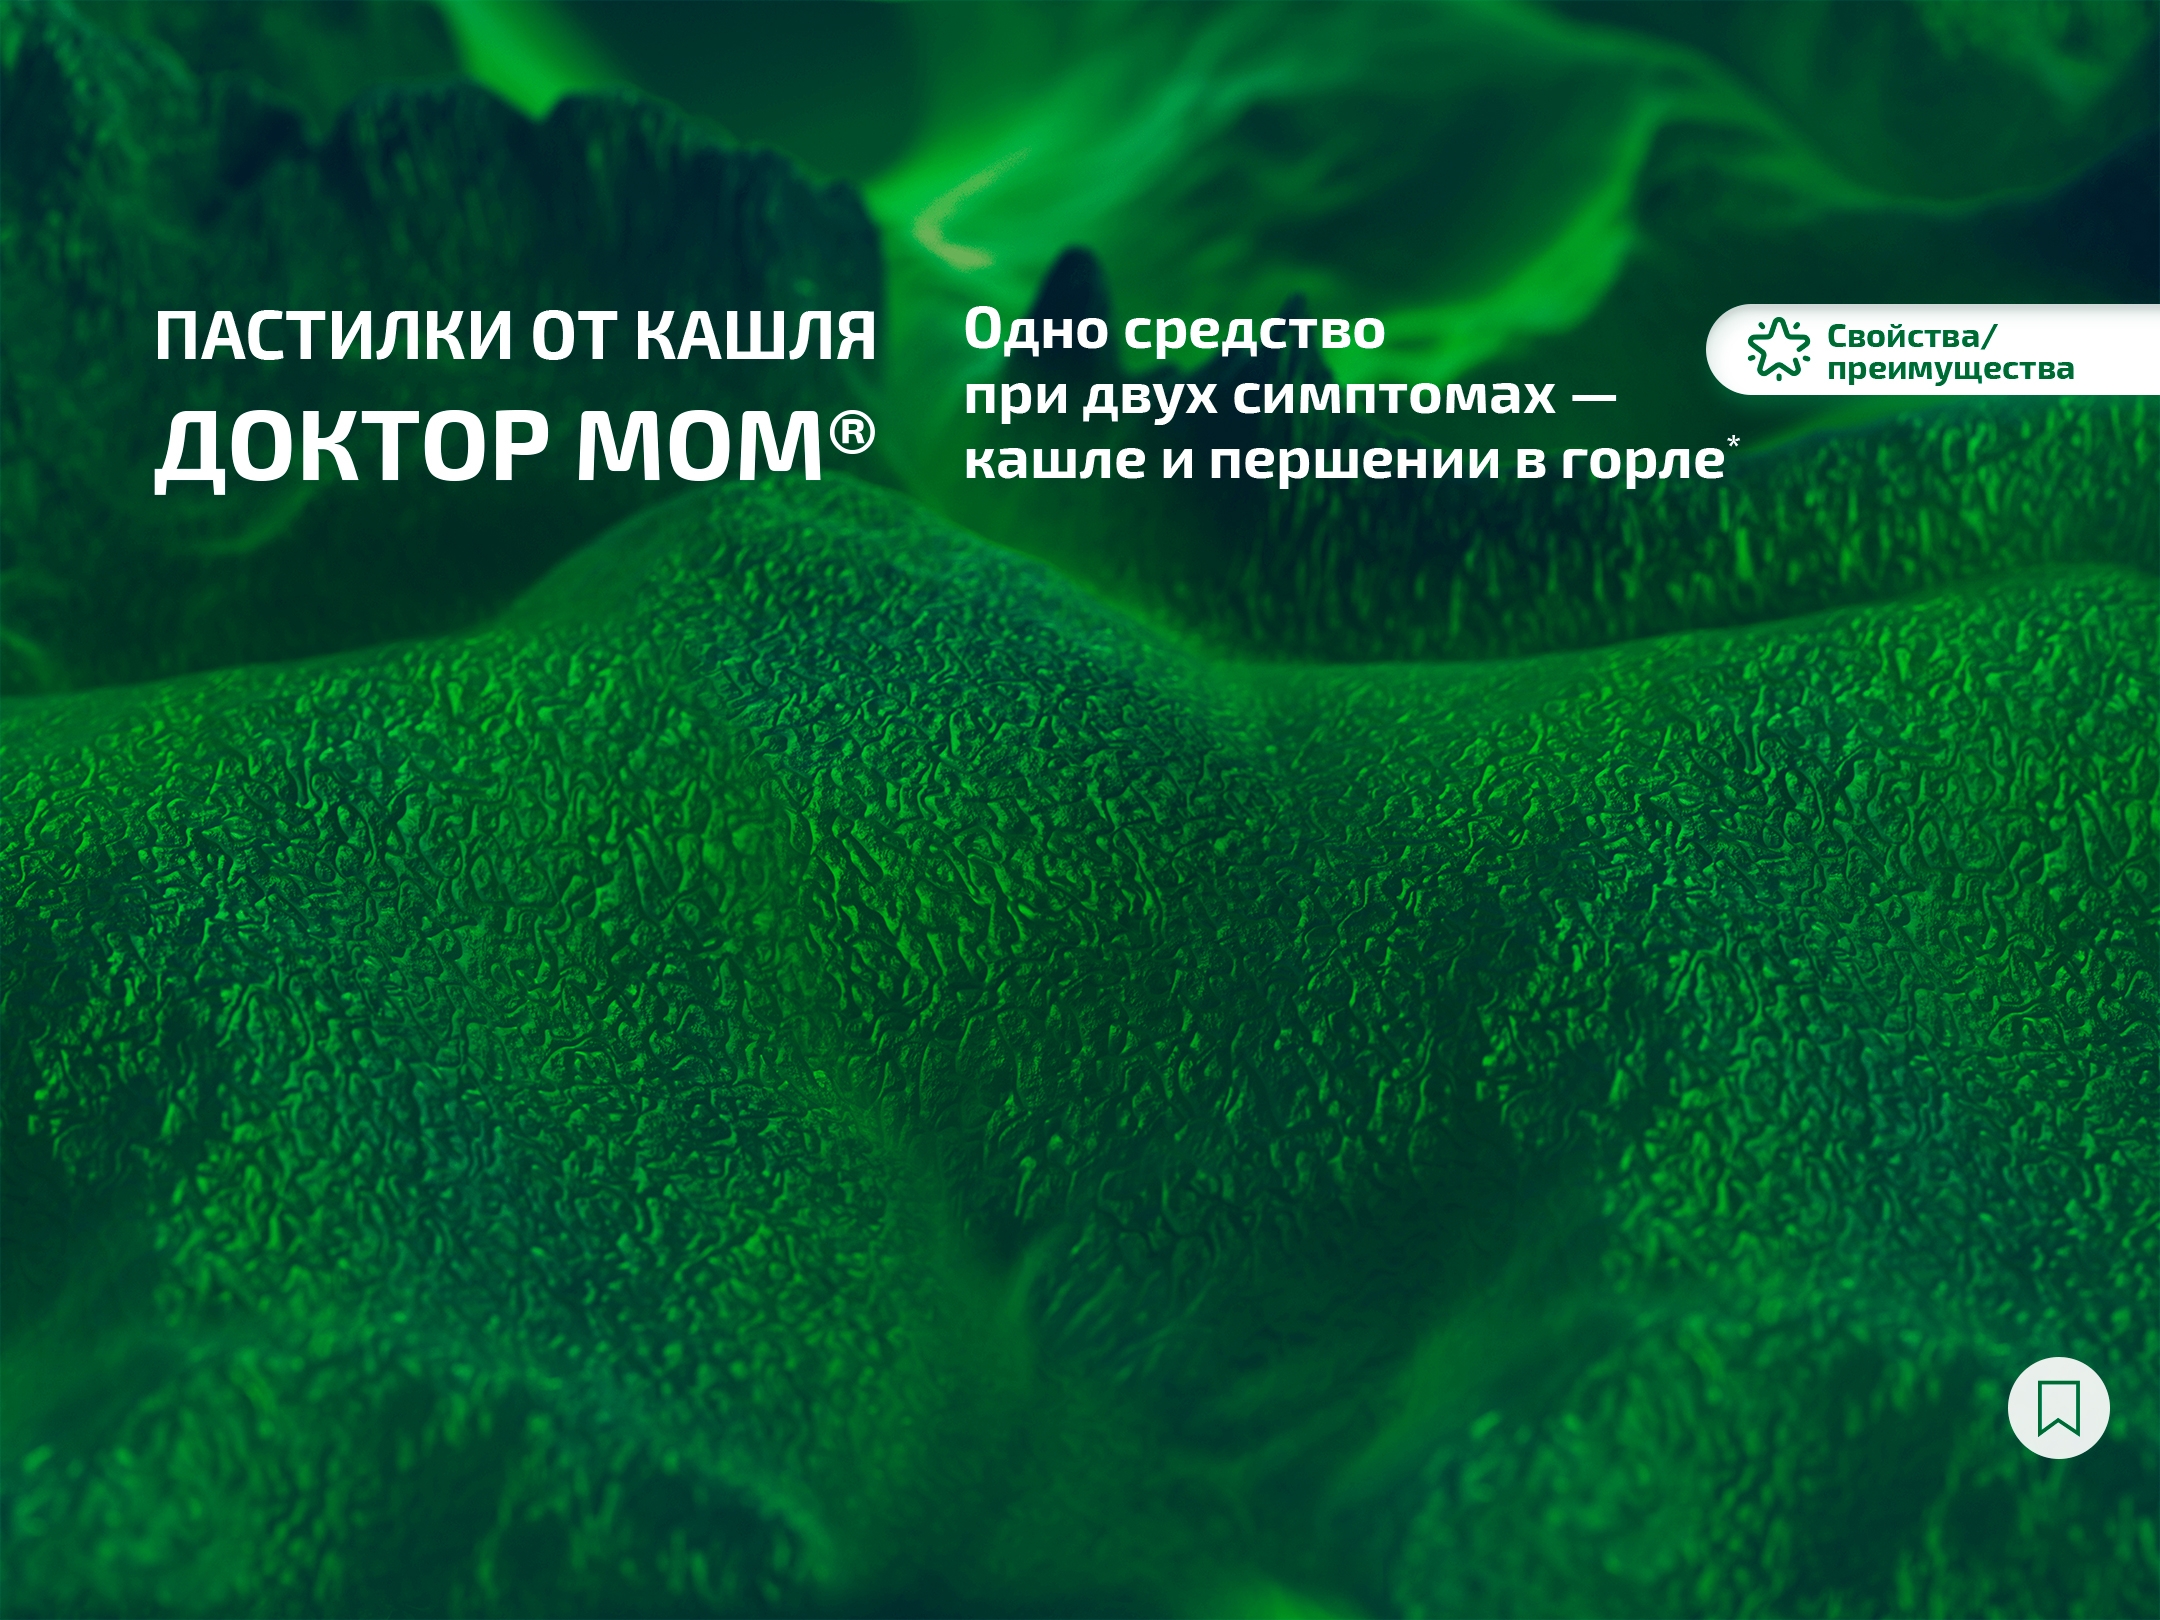 ПАСТИЛКИ ОТ КАШЛЯ
ДОКТОР МОМ®
Одно средство
при двух симптомах —
кашле и першении в горле*
Свойства/
преимущества